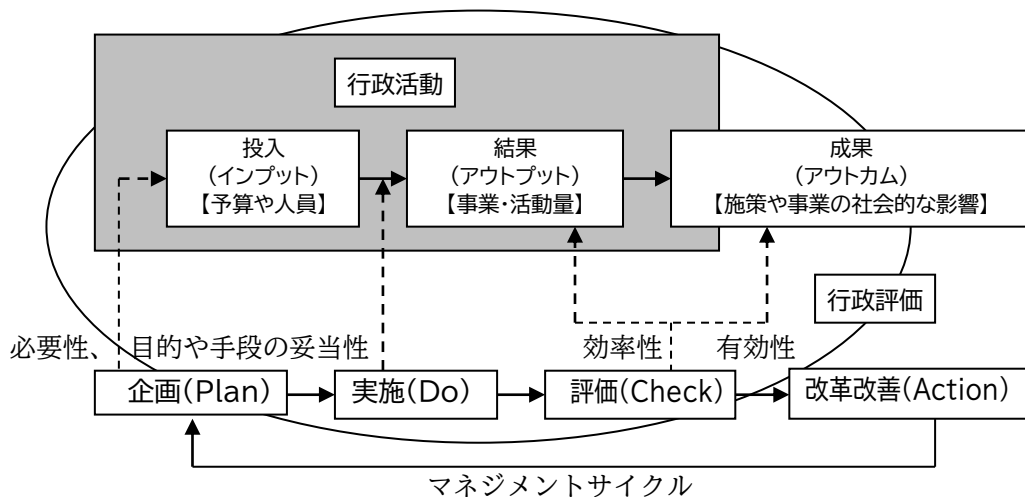 行政活動
投入
(インプット)
【予算や人員】
結果
(アウトプット)
【事業・活動量】
成果
(アウトカム)
【施策や事業の社会的な影響】
行政評価
必要性、　目的や手段の妥当性
効率性
有効性
企画(Plan)
実施(Do)
評価(Check)
改革改善(Action)
マネジメントサイクル